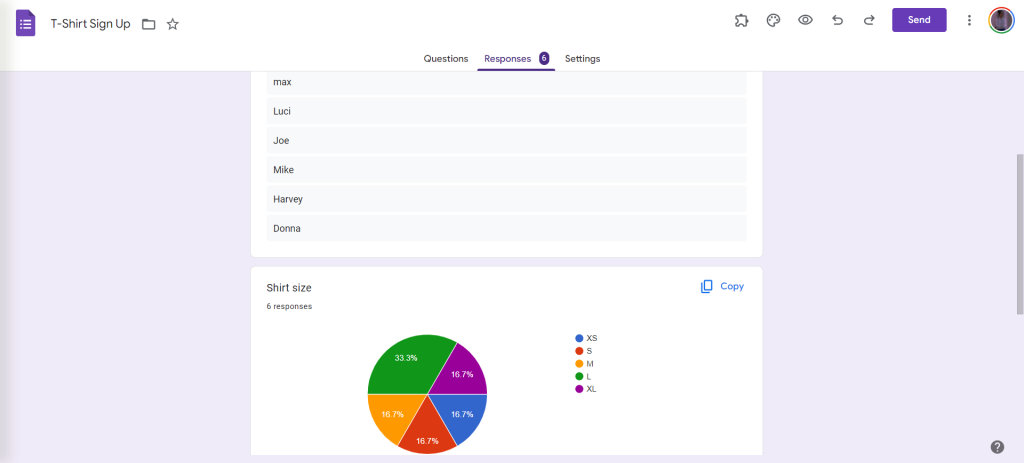 T-Shirt Sign Up
Send
Questions Responses 6 Settings
max
Luci
Joe
Mike
Harvey
Donna
Shirt size
Copy
6 responses
33.3%
16.7%
16.7%
16.7%
16.7%
XS
S
M
L
XL
?